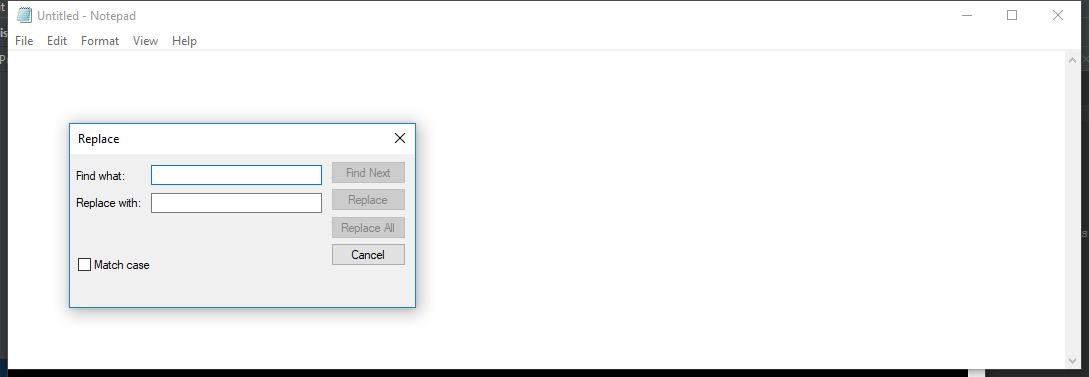 Untitled - Notepad
File Edit Format View Help
Replace
Find what:
Find Next
Replace with:
Replace
Replace All
Cancel
Match case